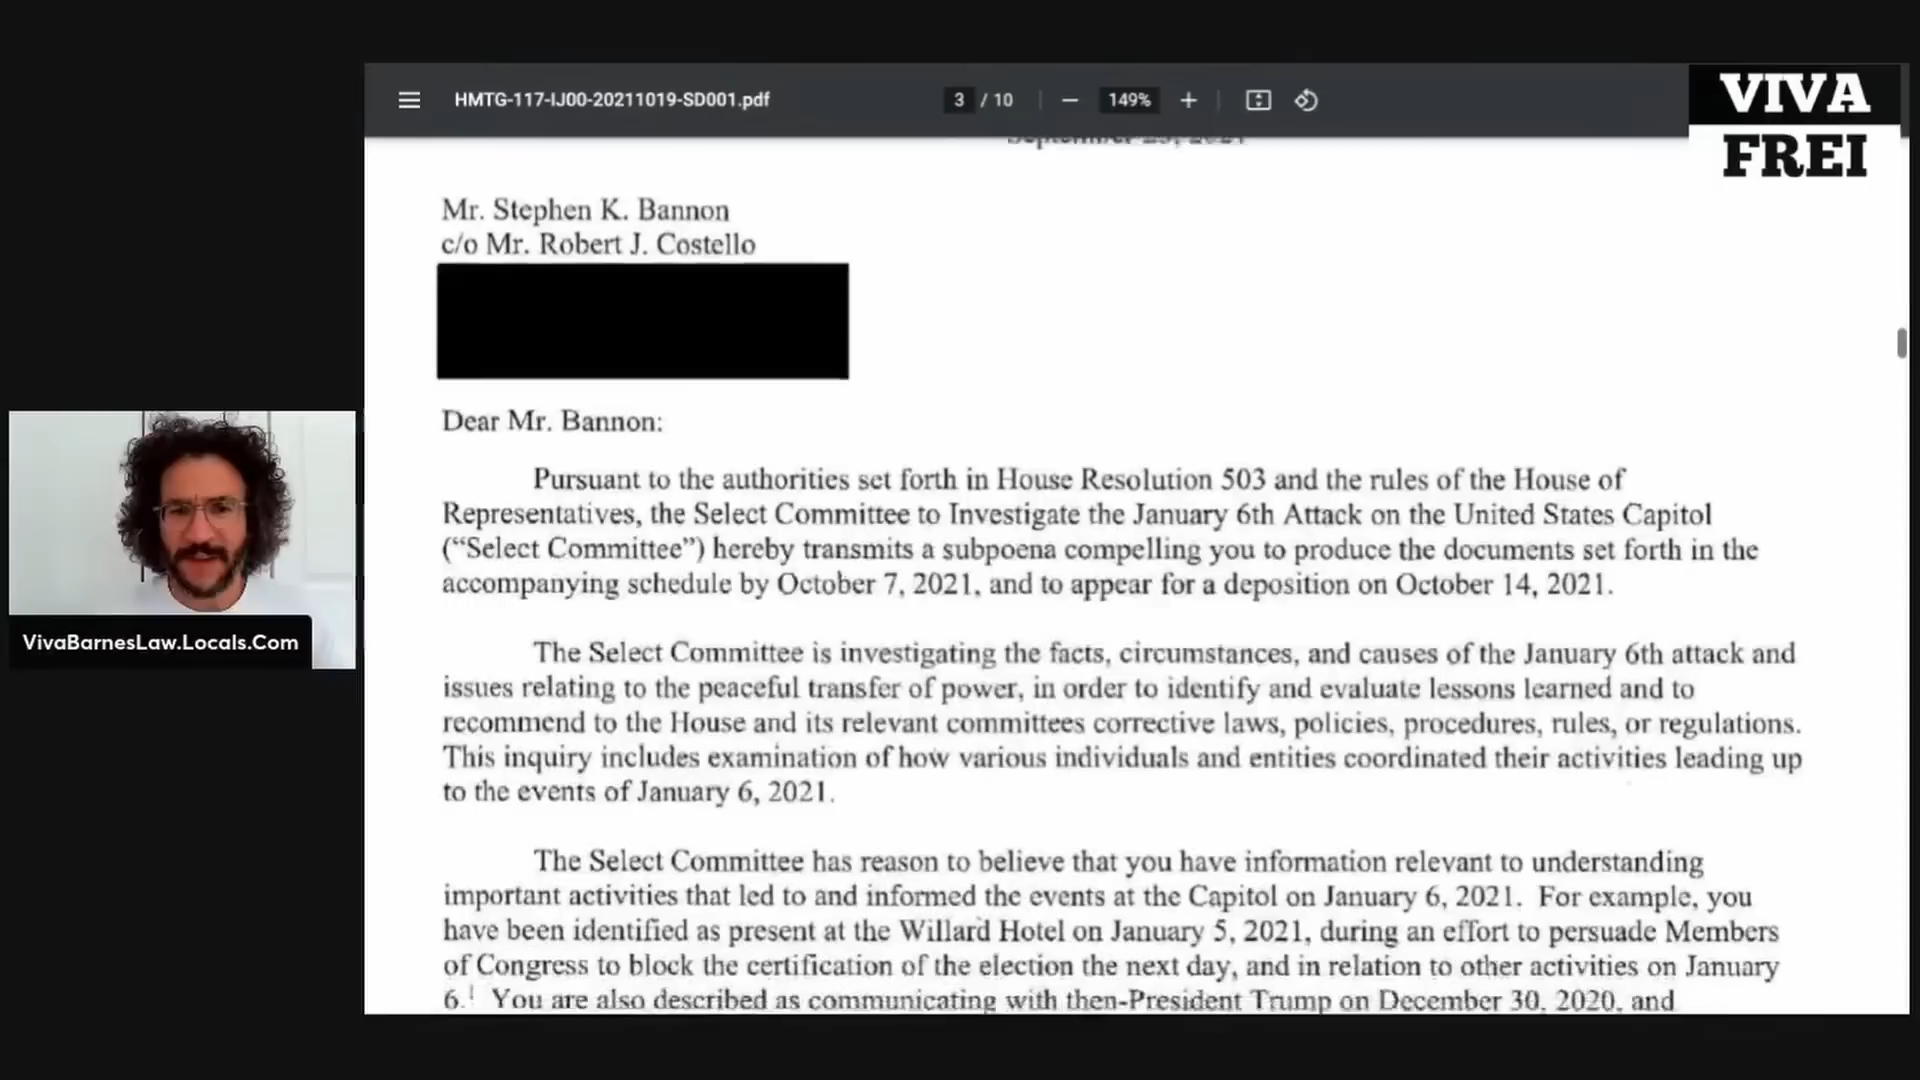 HMTG-117-IJ00-20211019-SD001.pdf
3 / 10
149%
VIVA
FREI
September 23, 2021
Mr. Stephen K. Bannon
c/o Mr. Robert J. Costello
Dear Mr. Bannon:
Pursuant to the authorities set forth in House Resolution 503 and the rules of the House of
Representatives, the Select Committee to Investigate the January 6th Attack on the United States Capitol
(“Select Committee”) hereby transmits a subpoena compelling you to produce the documents set forth in the
accompanying schedule by October 7, 2021, and to appear for a deposition on October 14, 2021.
The Select Committee is investigating the facts, circumstances, and causes of the January 6th attack and
issues relating to the peaceful transfer of power, in order to identify and evaluate lessons learned and to
recommend to the House and its relevant committees corrective laws, policies, procedures, rules, or regulations.
This inquiry includes examination of how various individuals and entities coordinated their activities leading up
to the events of January 6, 2021.
The Select Committee has reason to believe that you have information relevant to understanding
important activities that led to and informed the events at the Capitol on January 6, 2021. For example, you
have been identified as present at the Willard Hotel on January 5, 2021, during an effort to persuade Members
of Congress to block the certification of the election the next day, and in relation to other activities on January
6.¹ You are also described as communicating with then-President Trump on December 30, 2020, and
VivaBarnesLaw.Locals.Com